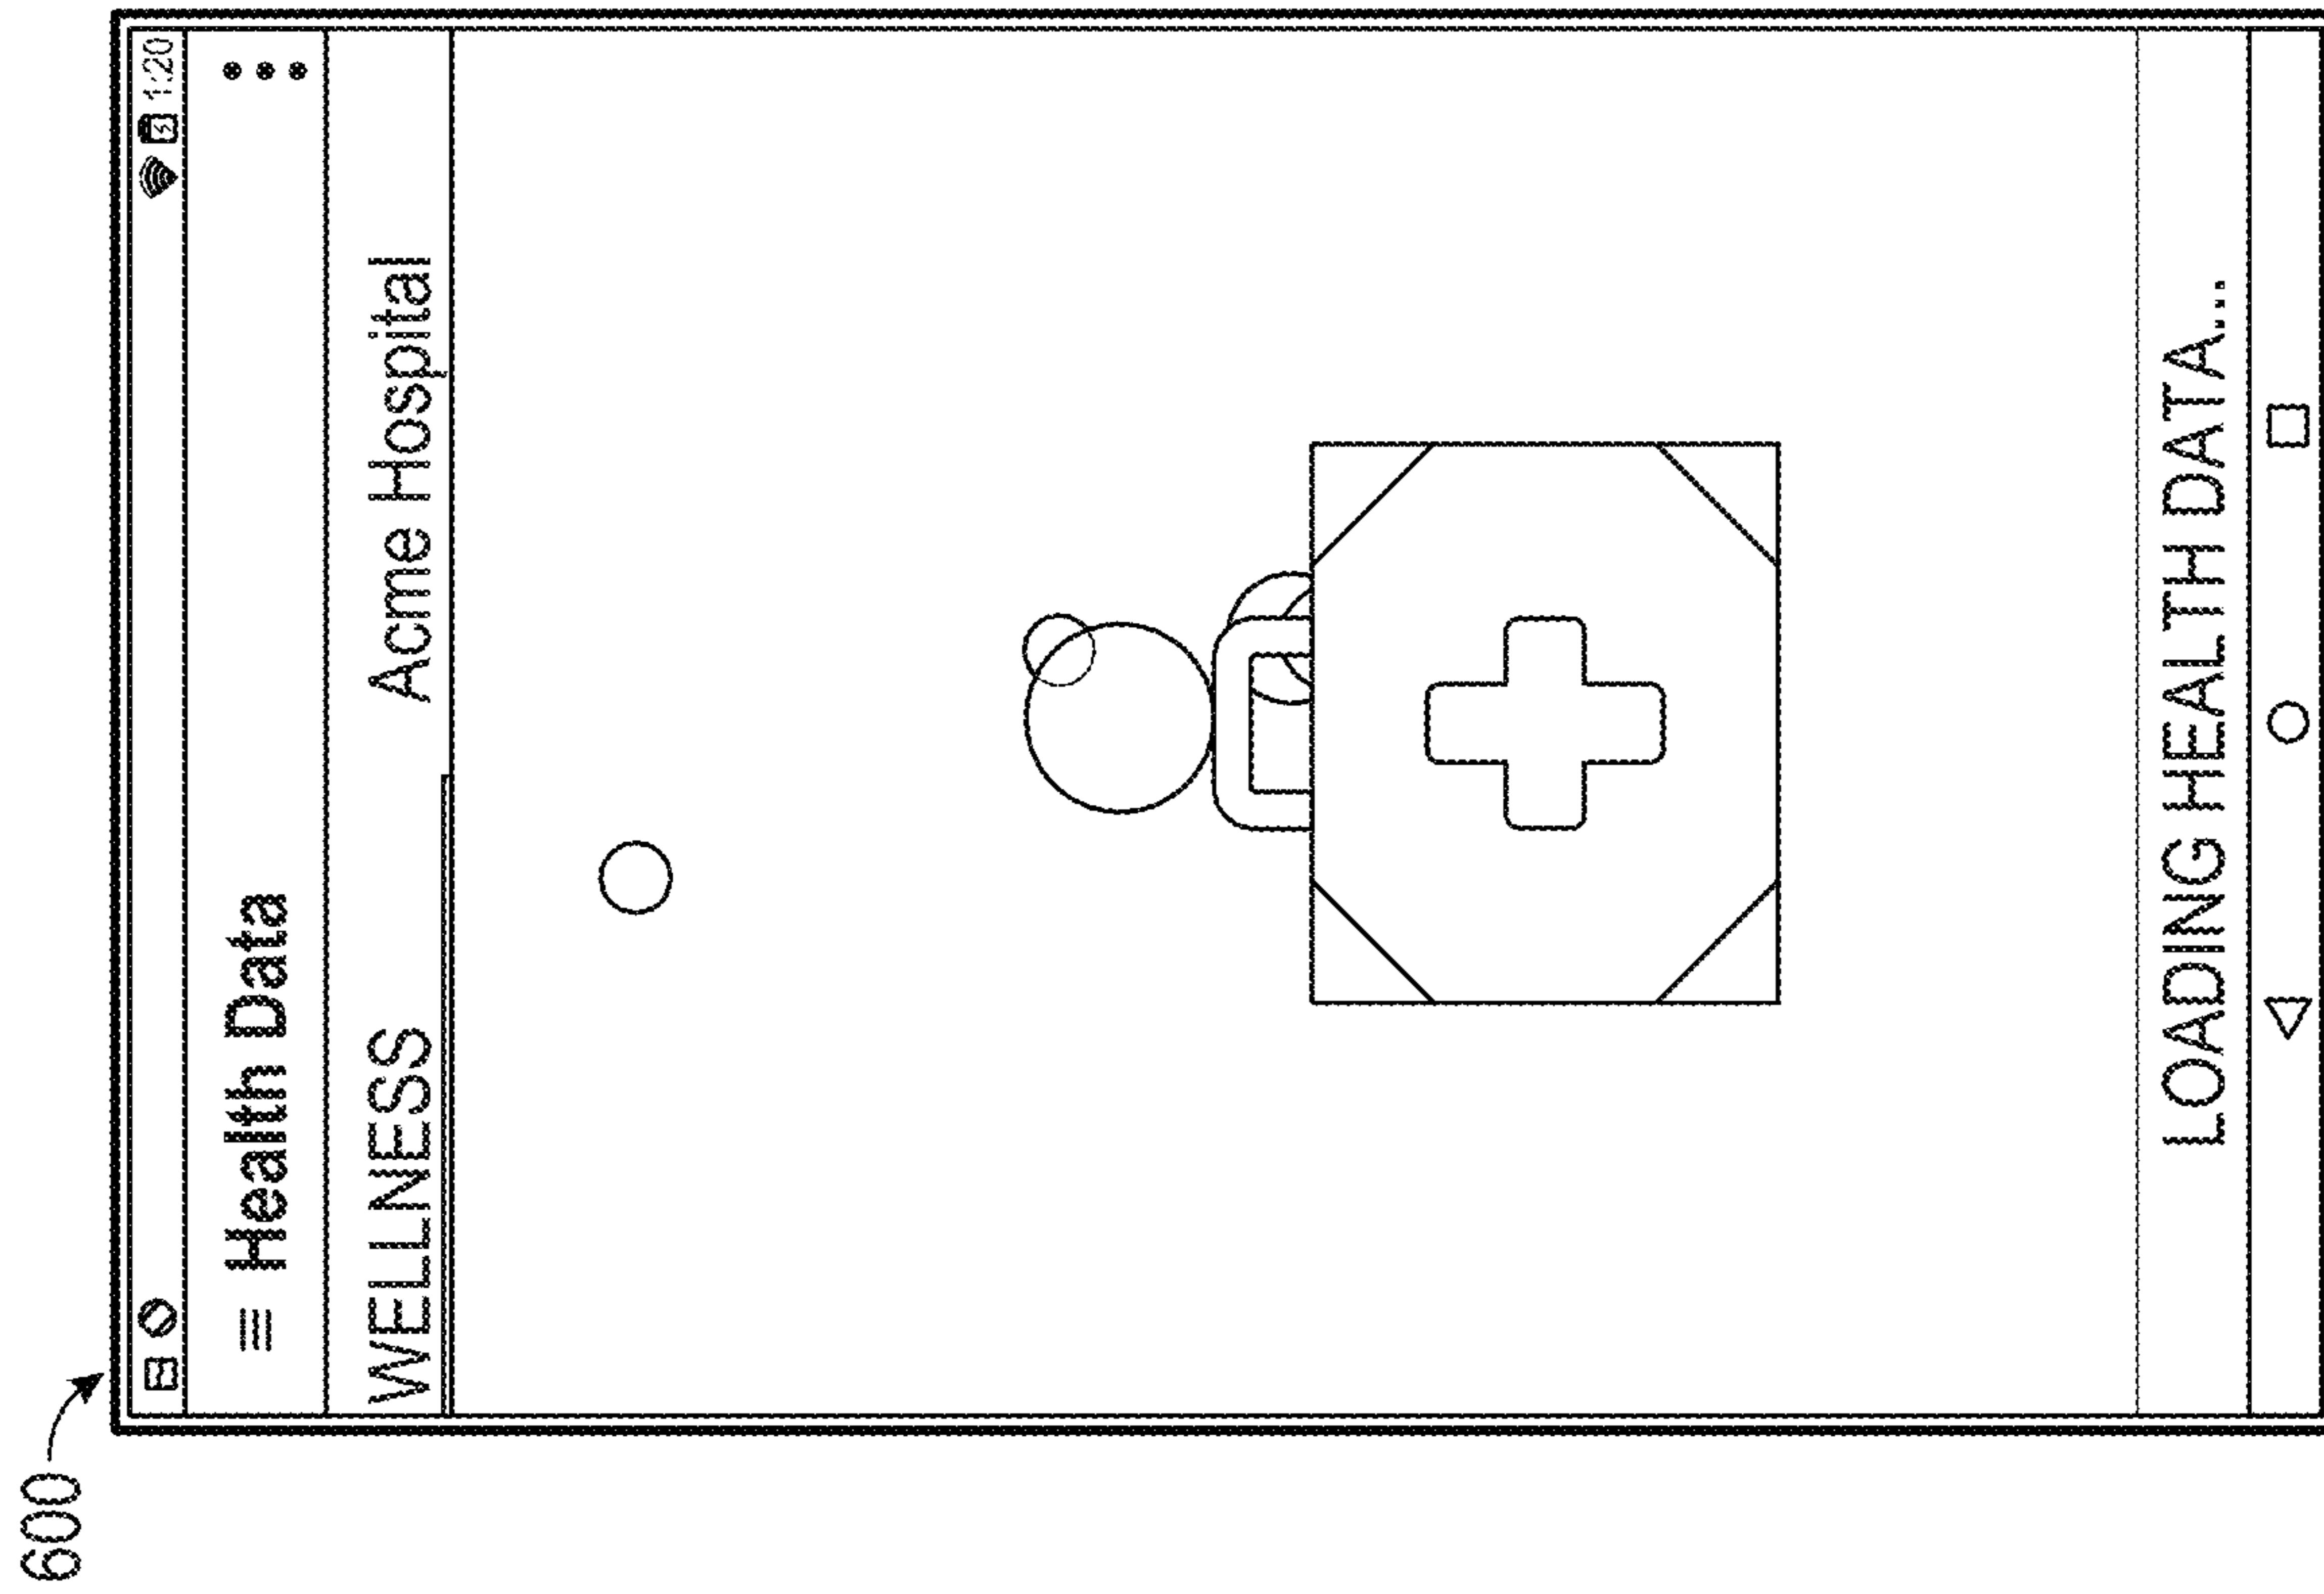 600
1:20
Health Data
WELLNESS Acme Hospital
LOADING HEALTH DATA...